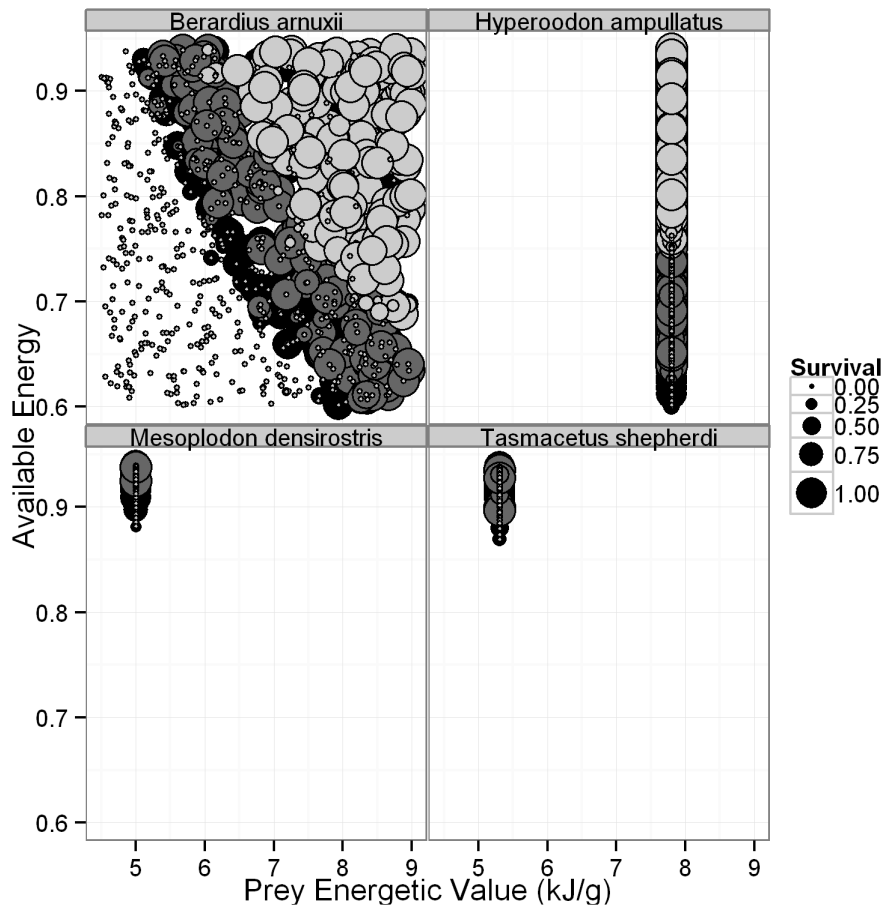 Berardius arnuxii
Hyperoodon ampullatus
0.9
0.8
0.7
0.6
Mesoplodon densirostris
Tasmacetus shepherdi
0.9
0.8
0.7
0.6
Available Energy
5 6 7 8 9
5 6 7 8 9
Prey Energetic Value (kJ/g)
Survival
0.00
0.25
0.50
0.75
1.00